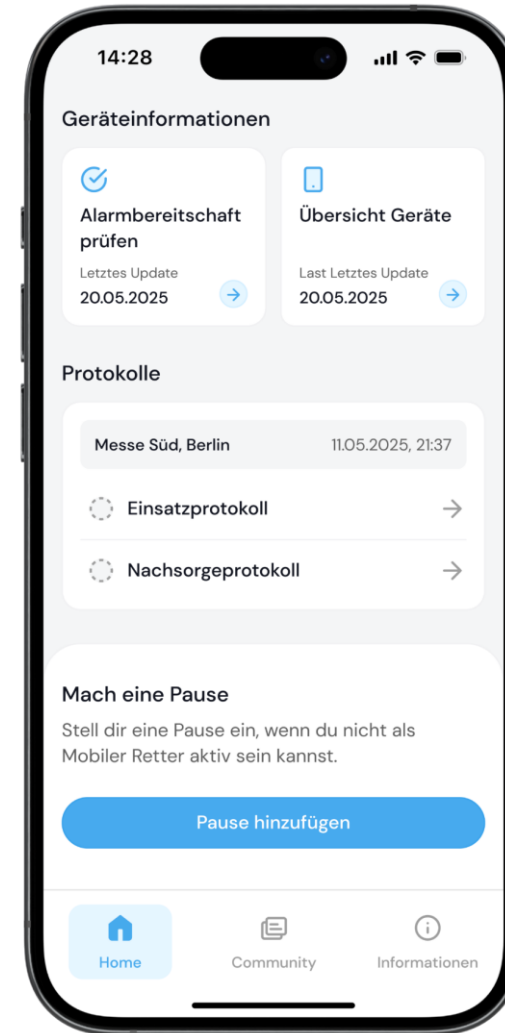 14:28
Geräteinformationen
Alarmbereitschaft
prüfen
Letztes Update
20.05.2025
Übersicht Geräte
Last Letztes Update
20.05.2025
Protokolle
Messe Süd, Berlin 11.05.2025, 21:37
Einsatzprotokoll
Nachsorgeprotokoll
Mach eine Pause
Stell dir eine Pause ein, wenn du nicht als
Mobiler Retter aktiv sein kannst.
Pause hinzufügen
Home Community Informationen